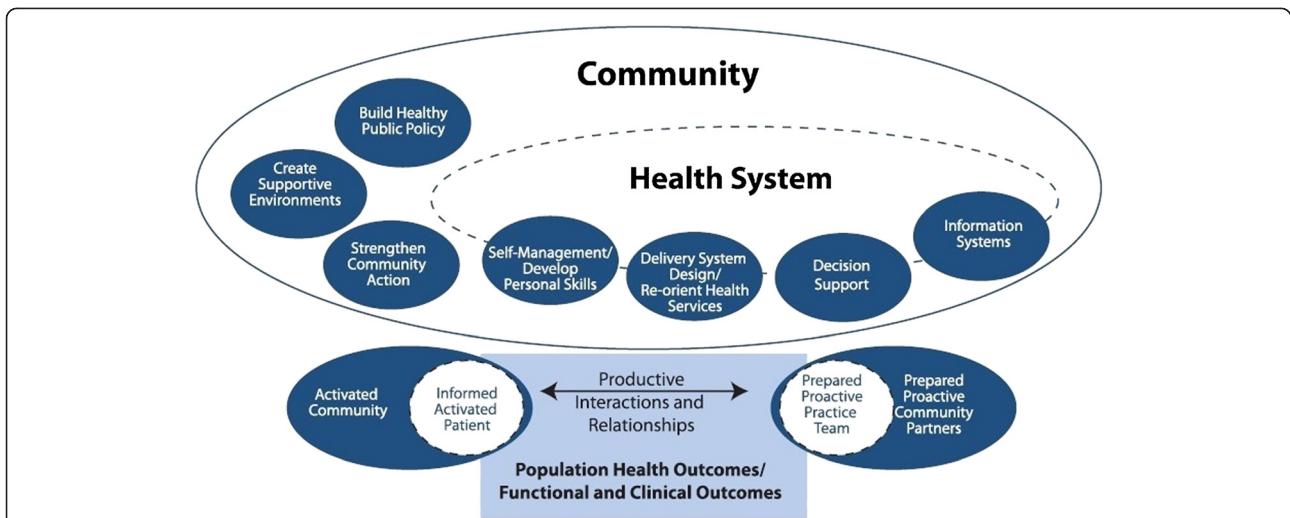 Community
Build Healthy
Public Policy
Create
Supportive
Environments
Strengthen
Community
Action
Health System
Self-Management/
Develop
Personal Skills
Delivery System
Design/
Re-orient Health
Services
Decision
Support
Information
Systems
Activated
Community
Informed
Activated
Patient
Productive
Interactions and
Relationships
Prepared
Proactive
Practice
Team
Prepared
Proactive
Community
Partners
Population Health Outcomes/
Functional and Clinical Outcomes